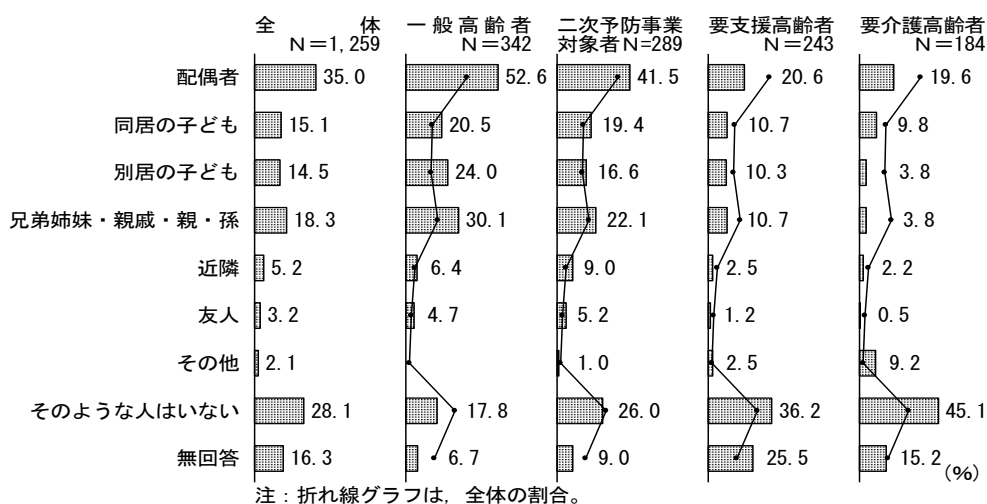 全体 一般高齢者 二次予防事業 要支援高齢者 要介護高齢者
N=1,259 N=342 対象者N=289 N=243 N=184
配偶者 35.0 52.6 41.5 20.6 19.6
同居の子ども 15.1 20.5 19.4 10.7 9.8
別居の子ども 14.5 24.0 16.6 10.3 3.8
兄弟姉妹・親戚・親・孫 18.3 30.1 22.1 10.7 3.8
近隣 5.2 6.4 9.0 2.5 2.2
友人 3.2 4.7 5.2 1.2 0.5
その他 2.1 1.0 2.5 9.2
そのような人はいない 28.1 17.8 26.0 36.2 45.1
無回答 16.3 6.7 9.0 25.5 15.2
(%)
注:折れ線グラフは,全体の割合。